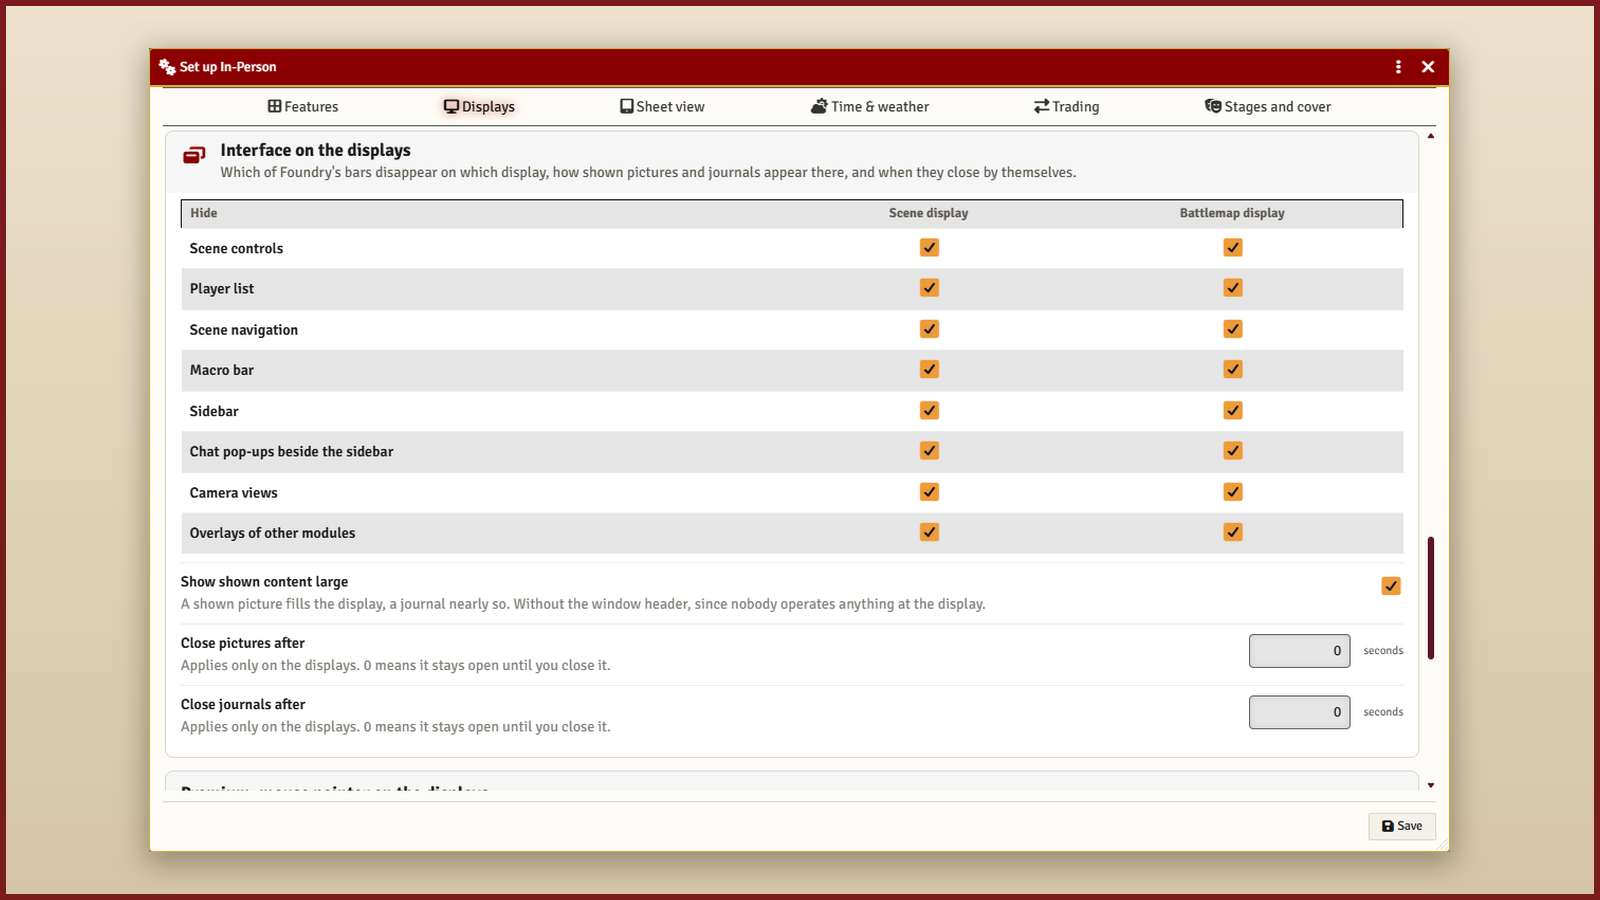 Set up In-Person
Features
Displays
Sheet view
Time & weather
Trading
Stages and cover
Interface on the displays
Which of Foundry's bars disappear on which display, how shown pictures and journals appear there, and when they close by themselves.
Hide Scene display Battlemap display
Scene controls
Player list
Scene navigation
Macro bar
Sidebar
Chat pop-ups beside the sidebar
Camera views
Overlays of other modules
Show shown content large
A shown picture fills the display, a journal nearly so. Without the window header, since nobody operates anything at the display.
Close pictures after
Applies only on the displays. 0 means it stays open until you close it.
0 seconds
Close journals after
Applies only on the displays. 0 means it stays open until you close it.
0 seconds
Save